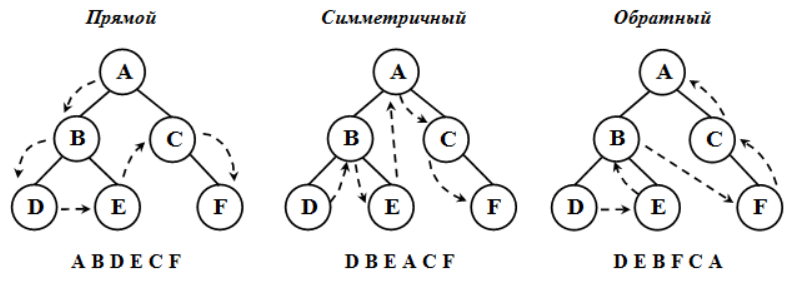 Прямой Симметричный Обратный
A A A
B C B C B C
D E F D E F D E F
A B D E C F D B E A C F D E B F C A